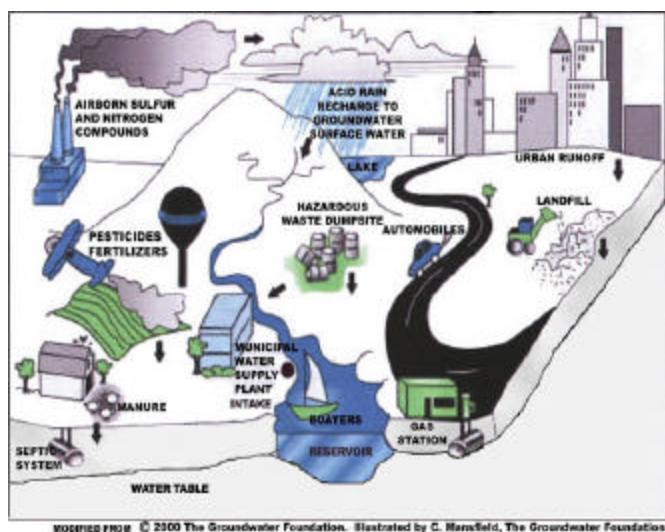 AIRBORN SULFUR
AND NITROGEN
COMPOUNDS
ACID RAIN
RECHARGE TO
GROUNDWATER
SURFACE WATER
LAKE
URBAN RUNOFF
HAZARDOUS
WASTE DUMPSITE
AUTOMOBILES
LANDFILL
PESTICIDES
FERTILIZERS
MUNICIPAL
WATER
SUPPLY
PLANT
INTAKE
MANURE
BOATERS
GAS
STATION
SEPTIC
SYSTEM
RESERVOIR
WATER TABLE
MODIFIED FROM © 2000 The Groundwater Foundation. Illustrated by C. Mansfield, The Groundwater Foundation